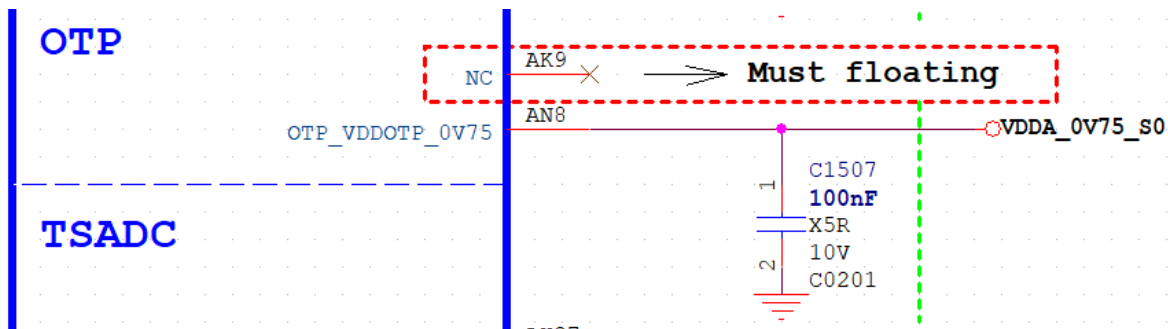 OTP
AK9
NC
Must floating
AN8
OTP_VDDOTP_0V75
VDDA_0V75_S0
C1507
1
100nF
X5R
10V
2
C0201
TSADC